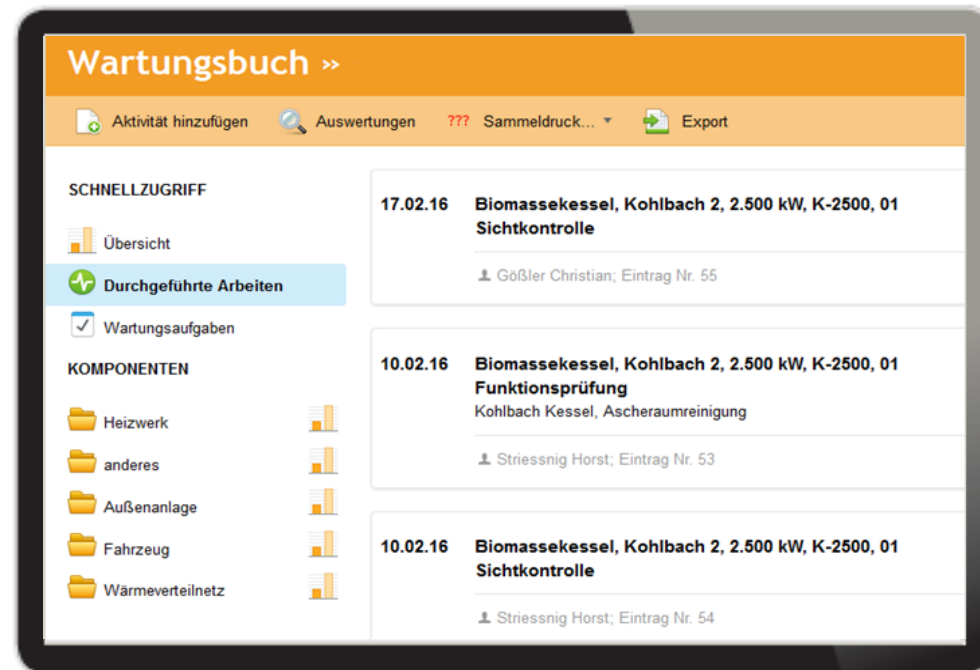 Wartungsbuch »
Aktivität hinzufügen
Auswertungen
??? Sammeldruck...
Export
SCHNELLZUGRIFF
Übersicht
Durchgeführte Arbeiten
Wartungsaufgaben
KOMPONENTEN
Heizwerk
anderes
Außenanlage
Fahrzeug
Wärmeverteilnetz
17.02.16 Biomassekessel, Kohlbach 2, 2.500 kW, K-2500, 01
Sichtkontrolle
Gößler Christian; Eintrag Nr. 55
10.02.16 Biomassekessel, Kohlbach 2, 2.500 kW, K-2500, 01
Funktionsprüfung
Kohlbach Kessel, Ascheraumreinigung
Striessnig Horst; Eintrag Nr. 53
10.02.16 Biomassekessel, Kohlbach 2, 2.500 kW, K-2500, 01
Sichtkontrolle
Striessnig Horst; Eintrag Nr. 54